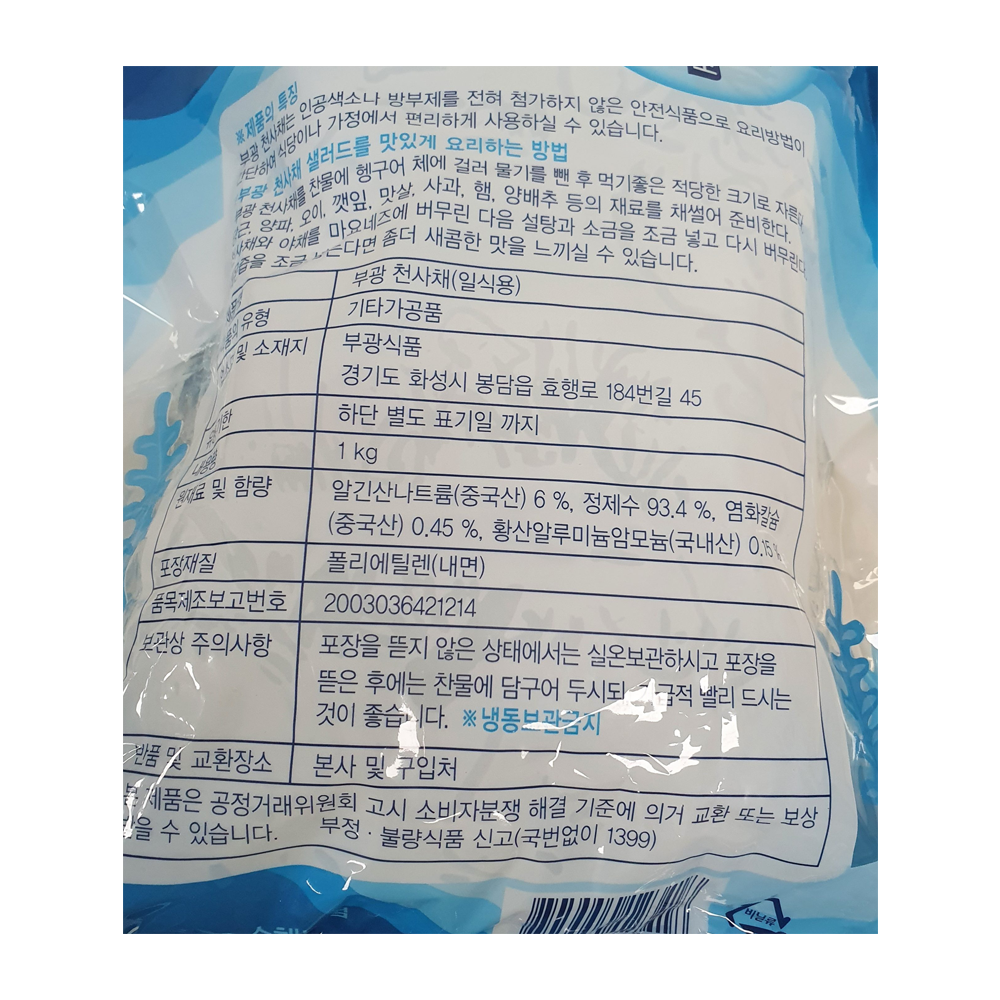 ※제품의 특징
부광 천사채는 인공색소나 방부제를 전혀 첨가하지 않은 안전식품으로 요리방법이
간단하여 식당이나 가정에서 편리하게 사용하실 수 있습니다.
부광 천사채 샐러드를 맛있게 요리하는 방법
부광 천사채를 찬물에 헹구어 체에 걸러 물기를 뺀 후 먹기좋은 적당한 크기로 자른다.
양파, 오이, 깻잎, 맛살, 사과, 햄, 양배추 등의 재료를 채썰어 준비한다.
야채를 마요네즈에 버무린 다음 설탕과 소금을 조금 넣고 다시 버무린다
조금 넣는다면 좀더 새콤한 맛을 느끼실 수 있습니다.
부광 천사채(일식용)
유형 기타가공품
및 소재지 부광식품
경기도 화성시 봉담읍 효행로 184번길 45
하단 별도 표기일 까지
내용량 1 kg
원재료 및 함량 알긴산나트륨(중국산) 6 %, 정제수 93.4 %, 염화칼슘
(중국산) 0.45 %, 황산알루미늄암모늄(국내산) 0.15 %
포장재질 폴리에틸렌(내면)
품목제조보고번호 2003036421214
보관상 주의사항 포장을 뜯지 않은 상태에서는 실온보관하시고 포장을
뜯은 후에는 찬물에 담구어 두시되 빨리 드시는
것이 좋습니다. ※냉동보관금지
반품 및 교환장소 본사 및 구입처
본 제품은 공정거래위원회 고시 소비자분쟁 해결 기준에 의거 교환 또는 보상
수 있습니다. 부정·불량식품 신고(국번없이 1399)
비닐류